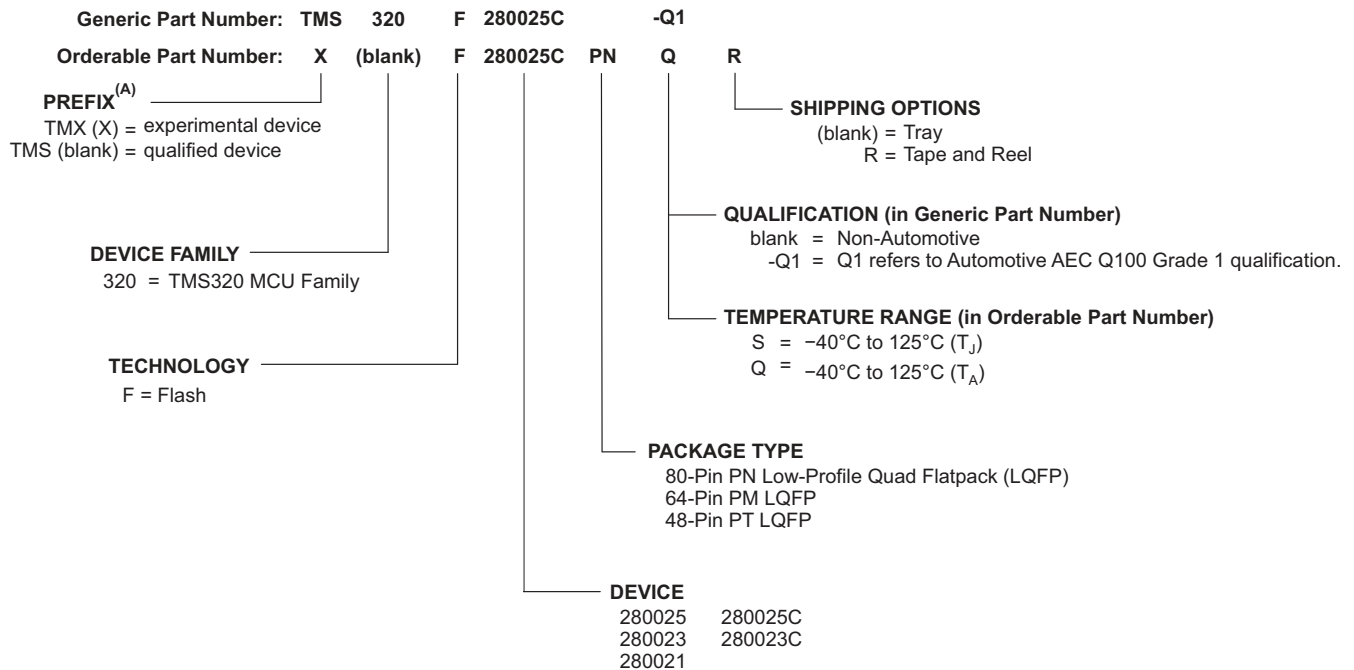 Generic Part Number: TMS 320 F 280025C -Q1
Orderable Part Number: X (blank) F 280025C PN Q R
PREFIX(A)
TMX (X) = experimental device
TMS (blank) = qualified device
SHIPPING OPTIONS
(blank) = Tray
R = Tape and Reel
QUALIFICATION (in Generic Part Number)
blank = Non-Automotive
-Q1 = Q1 refers to Automotive AEC Q100 Grade 1 qualification.
DEVICE FAMILY
320 = TMS320 MCU Family
TEMPERATURE RANGE (in Orderable Part Number)
S = −40°C to 125°C (TJ)
Q = −40°C to 125°C (TA)
TECHNOLOGY
F = Flash
PACKAGE TYPE
80-Pin PN Low-Profile Quad Flatpack (LQFP)
64-Pin PM LQFP
48-Pin PT LQFP
DEVICE
280025 280025C
280023 280023C
280021